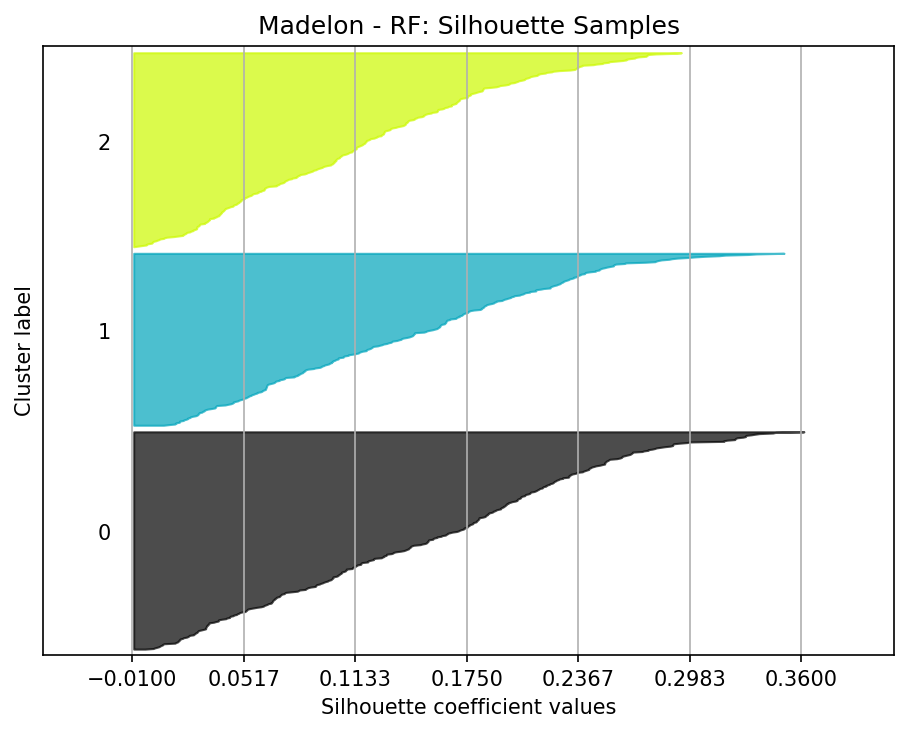 Madelon - RF: Silhouette Samples
2
1
0
Cluster label
−0.0100 0.0517 0.1133 0.1750 0.2367 0.2983 0.3600
Silhouette coefficient values